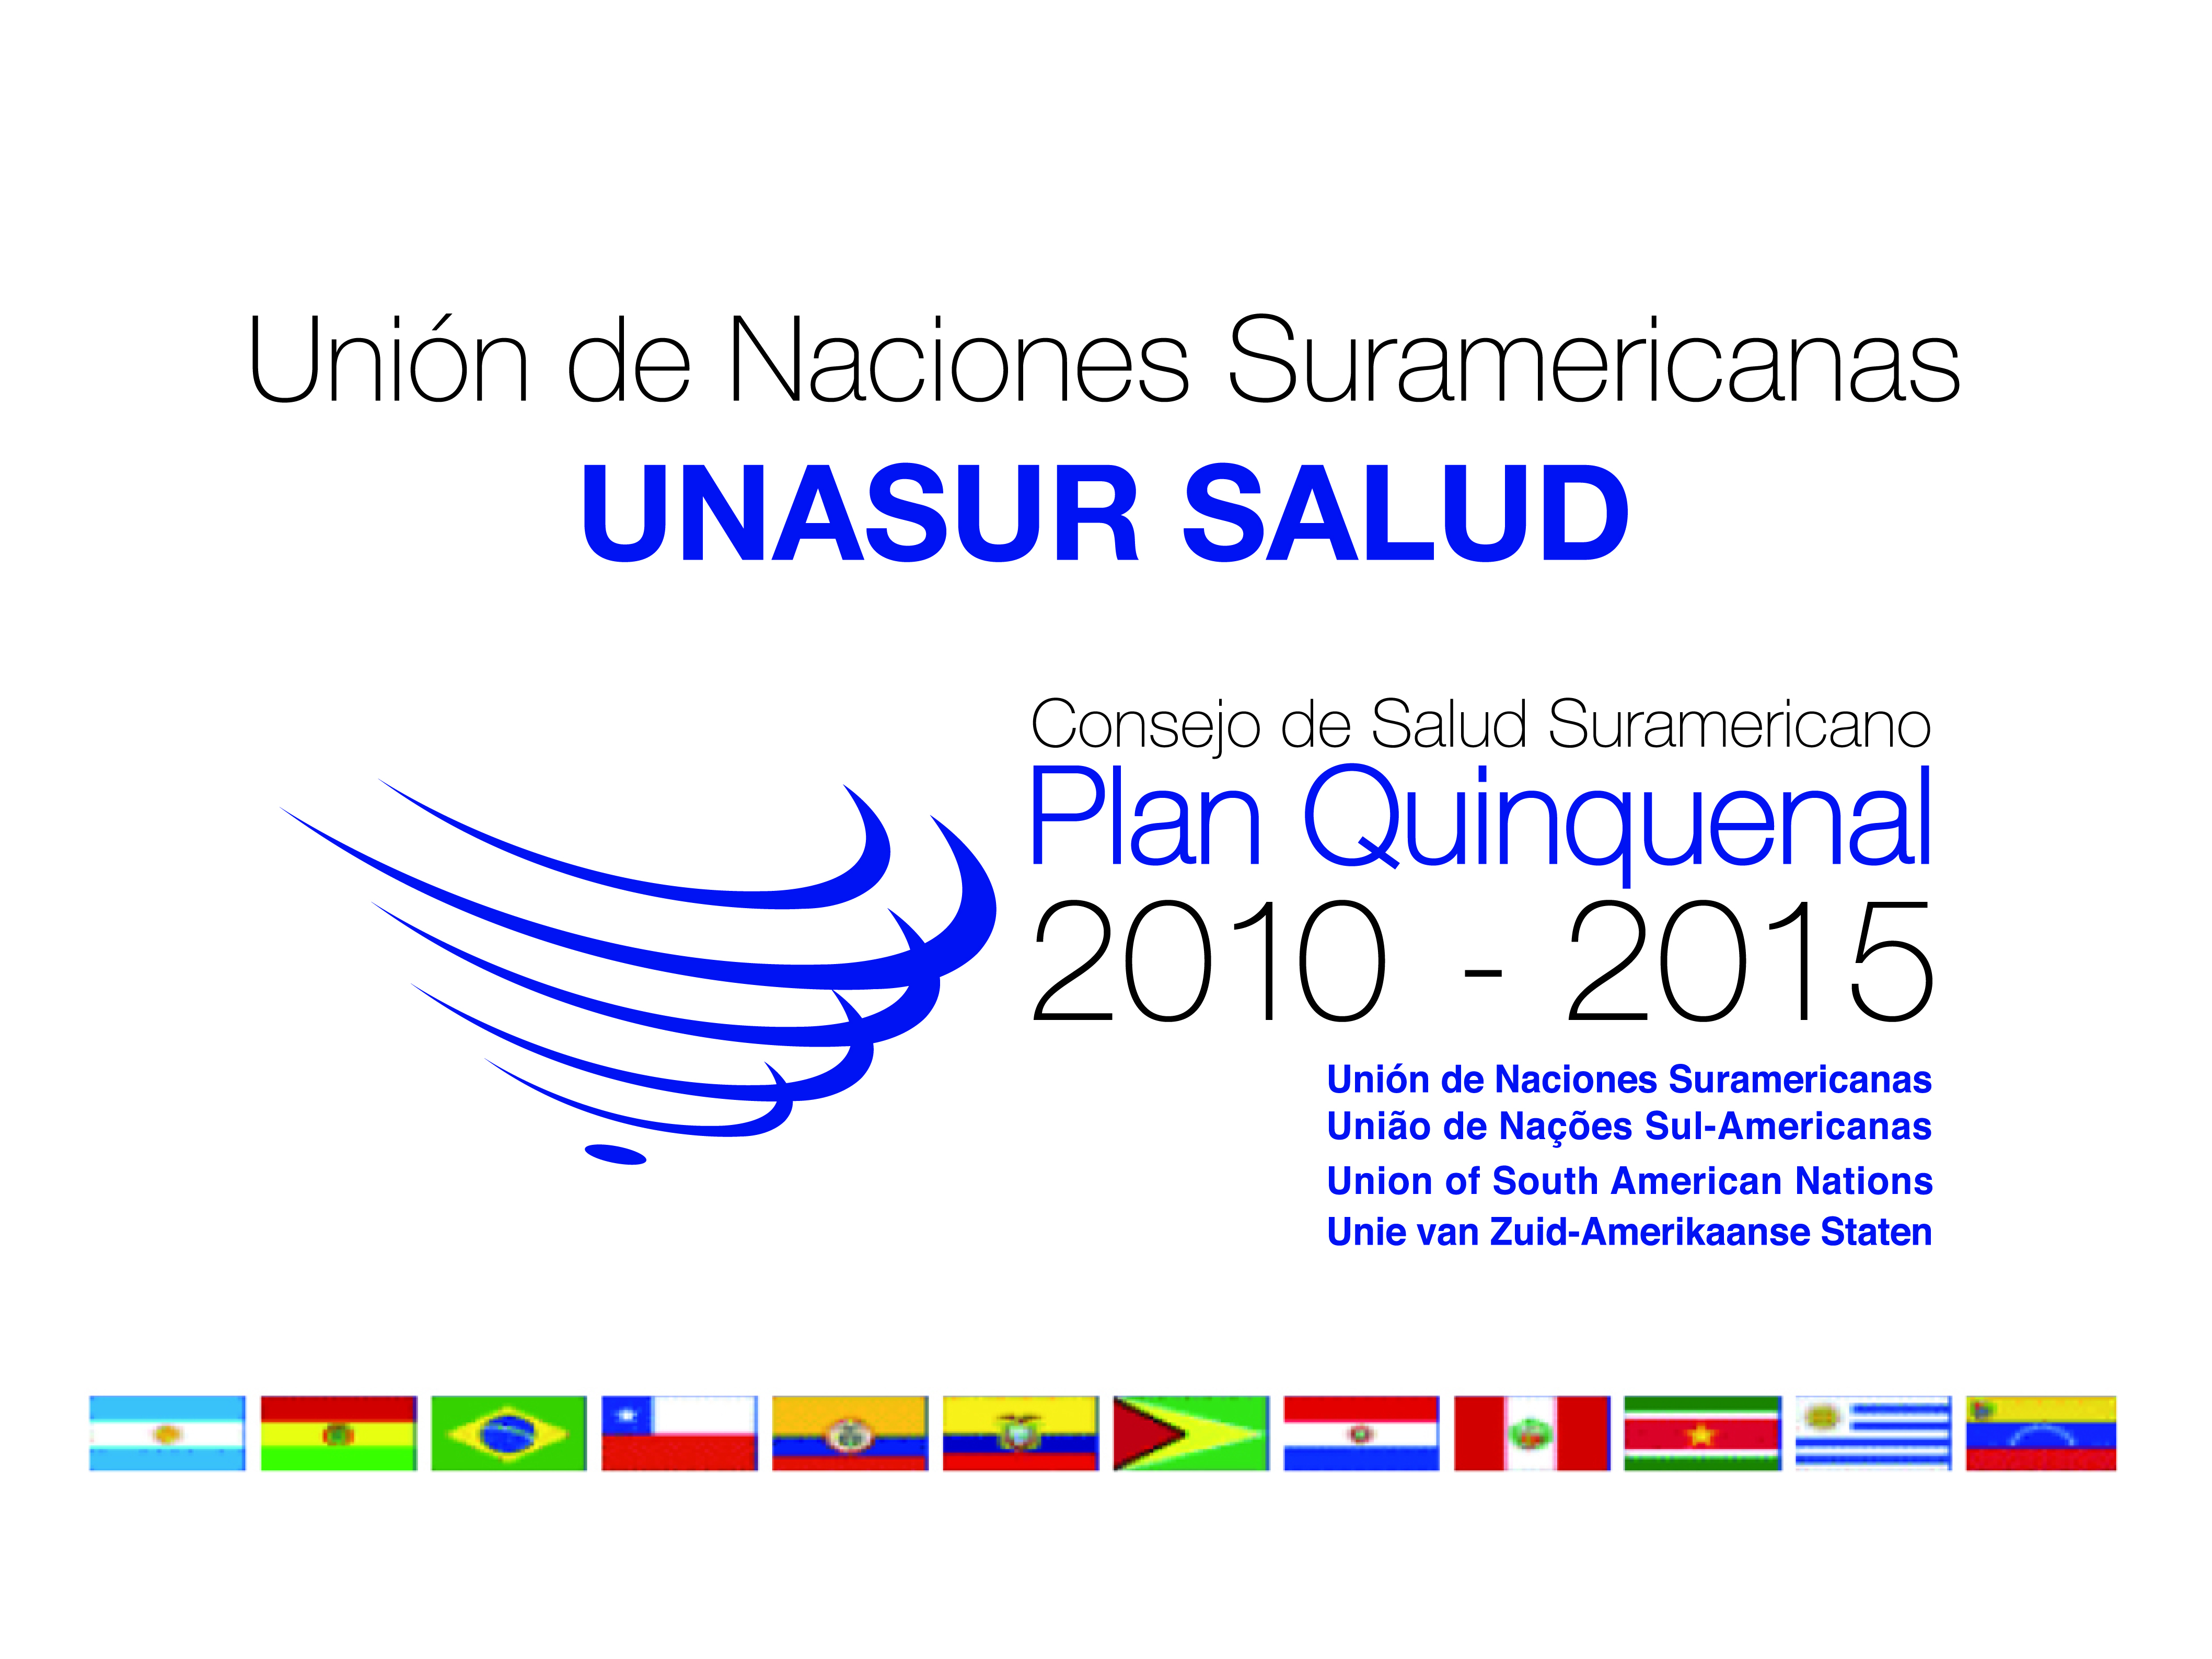 Unión de Naciones Suramericanas
UNASUR SALUD
Consejo de Salud Suramericano
Plan Quinquenal
2010 - 2015
Unión de Naciones Suramericanas
União de Nações Sul-Americanas
Union of South American Nations
Unie van Zuid-Amerikaanse Staten